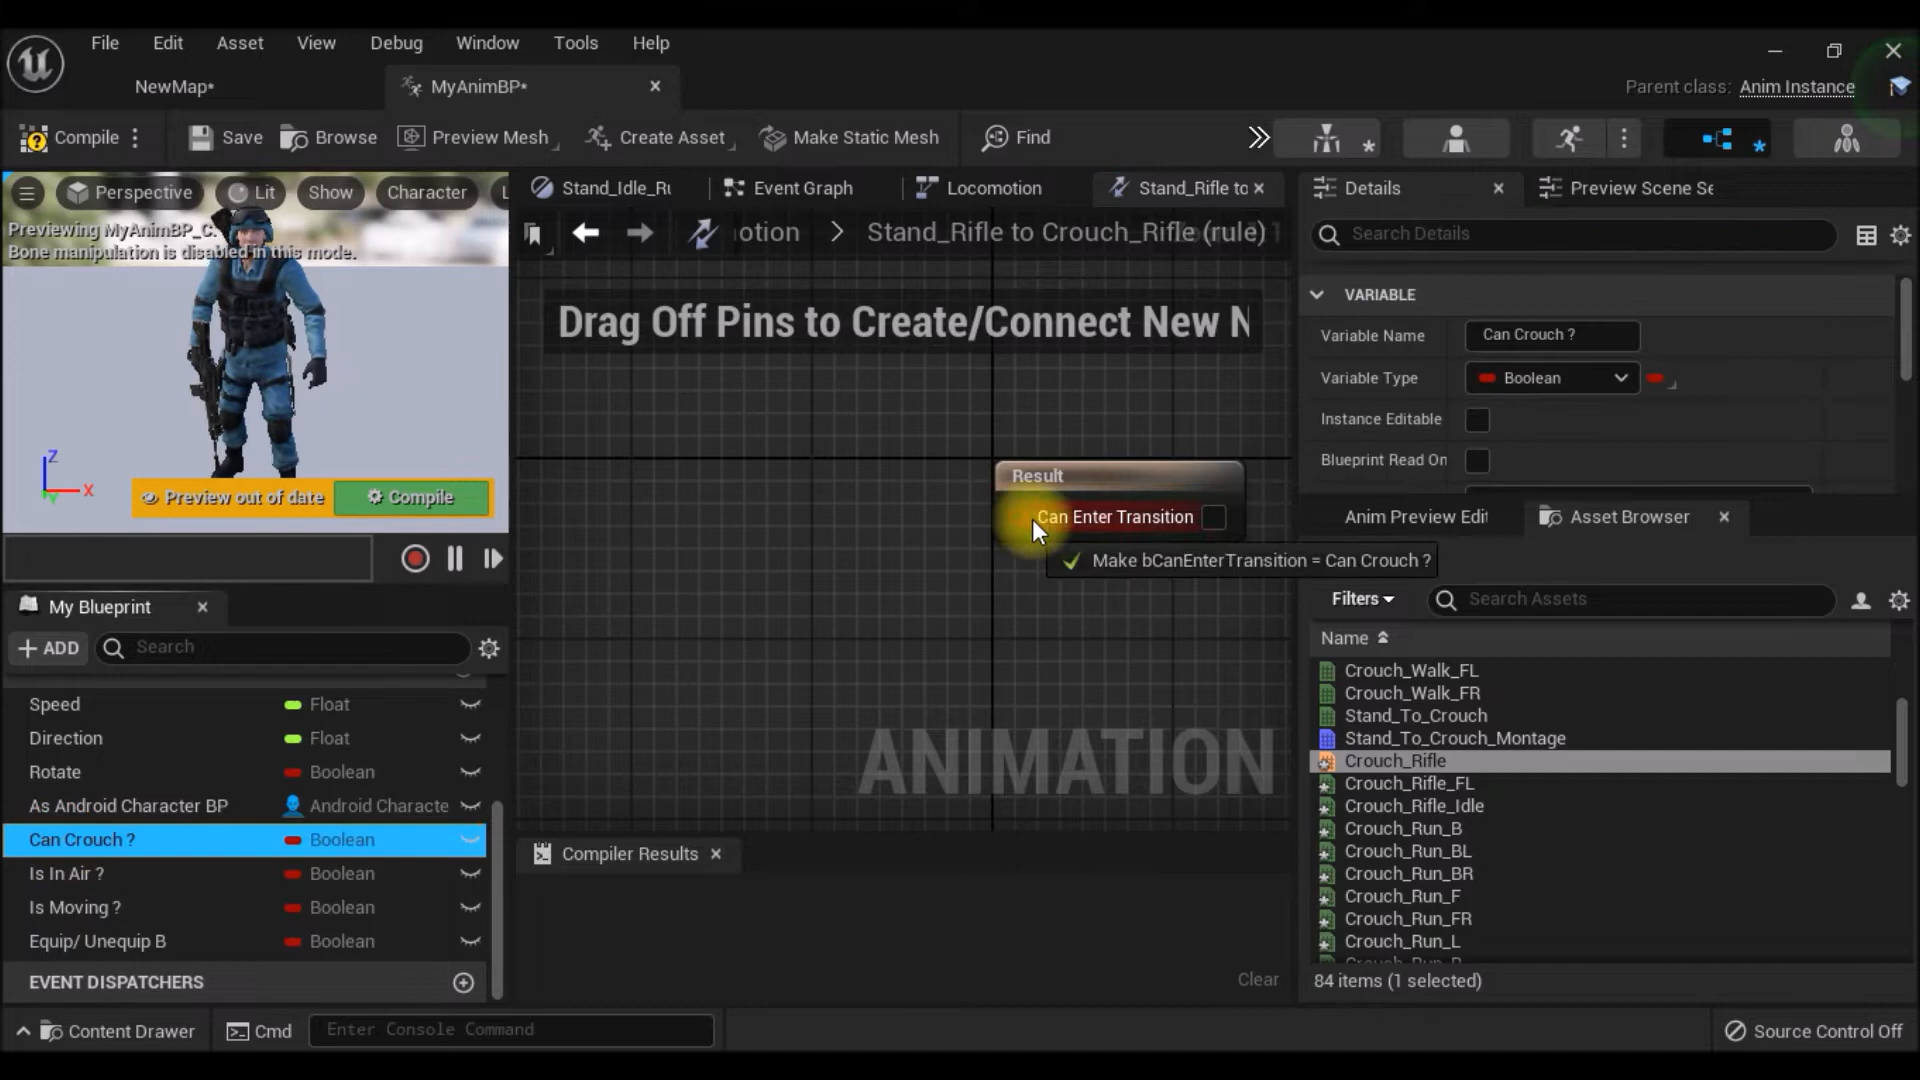 File Edit Asset View Debug Window Tools Help
NewMap* MyAnimBP* Parent class: Anim Instance
Compile Save Browse Preview Mesh Create Asset Make Static Mesh Find
Perspective Lit Show Character L
Previewing MyAnimBP_C.
Bone manipulation is disabled in this mode.
Z
X
Y
Preview out of date Compile
Stand_Idle_Ru Event Graph Locomotion Stand_Rifle to
otion > Stand_Rifle to Crouch_Rifle (rule)
Drag Off Pins to Create/Connect New N
Result
Can Enter Transition
Make bCanEnterTransition = Can Crouch ?
ANIMATION
Compiler Results
Clear
Details Preview Scene Se
Search Details
VARIABLE
Variable Name Can Crouch ?
Variable Type Boolean
Instance Editable
Blueprint Read On
Anim Preview Edit Asset Browser
Filters Search Assets
Name
Crouch_Walk_FL
Crouch_Walk_FR
Stand_To_Crouch
Stand_To_Crouch_Montage
Crouch_Rifle
Crouch_Rifle_FL
Crouch_Rifle_Idle
Crouch_Run_B
Crouch_Run_BL
Crouch_Run_BR
Crouch_Run_F
Crouch_Run_FR
Crouch_Run_L
84 items (1 selected)
My Blueprint
+ ADD Search
Speed Float
Direction Float
Rotate Boolean
As Android Character BP Android Characte
Can Crouch ? Boolean
Is In Air ? Boolean
Is Moving ? Boolean
Equip/ Unequip B Boolean
EVENT DISPATCHERS
Content Drawer Cmd Enter Console Command Source Control Off